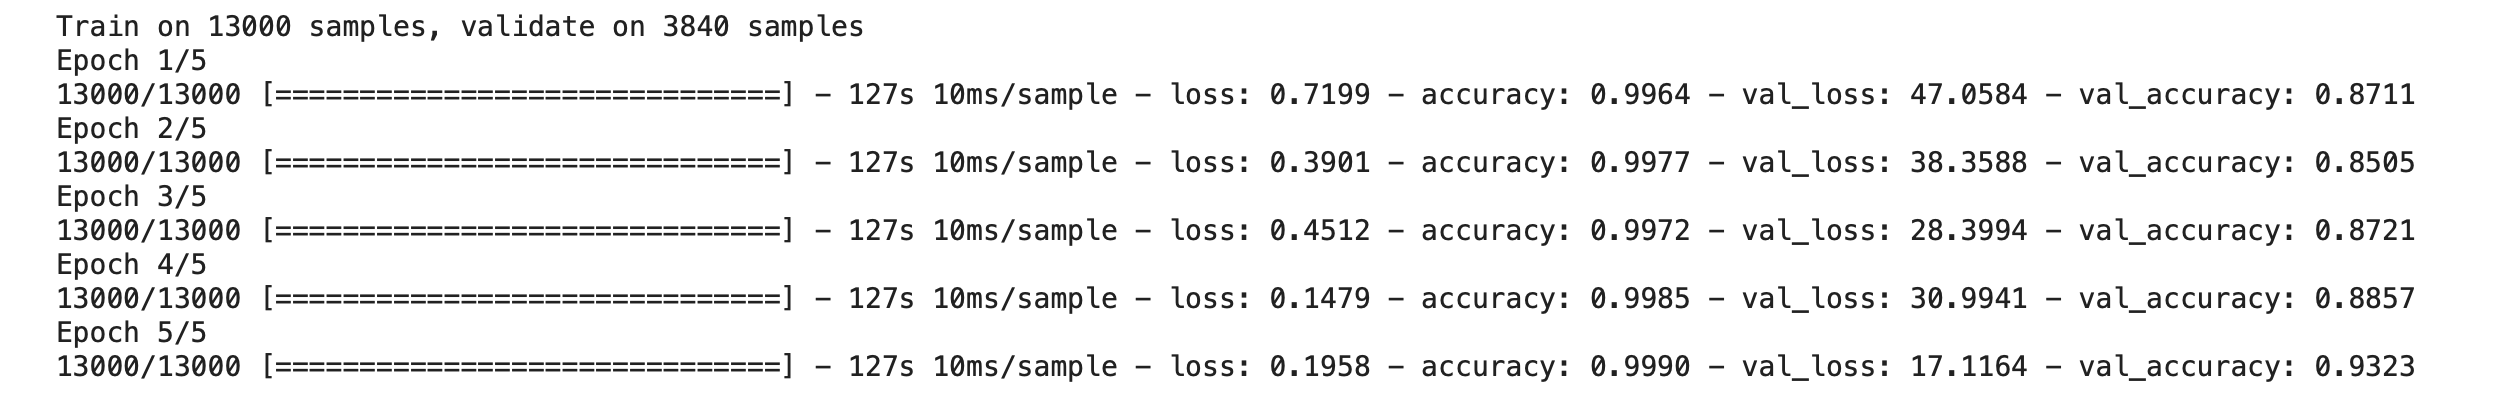 Train on 13000 samples, validate on 3840 samples
Epoch 1/5
13000/13000 [==============================] - 127s 10ms/sample - loss: 0.7199 - accuracy: 0.9964 - val_loss: 47.0584 - val_accuracy: 0.8711
Epoch 2/5
13000/13000 [==============================] - 127s 10ms/sample - loss: 0.3901 - accuracy: 0.9977 - val_loss: 38.3588 - val_accuracy: 0.8505
Epoch 3/5
13000/13000 [==============================] - 127s 10ms/sample - loss: 0.4512 - accuracy: 0.9972 - val_loss: 28.3994 - val_accuracy: 0.8721
Epoch 4/5
13000/13000 [==============================] - 127s 10ms/sample - loss: 0.1479 - accuracy: 0.9985 - val_loss: 30.9941 - val_accuracy: 0.8857
Epoch 5/5
13000/13000 [==============================] - 127s 10ms/sample - loss: 0.1958 - accuracy: 0.9990 - val_loss: 17.1164 - val_accuracy: 0.9323